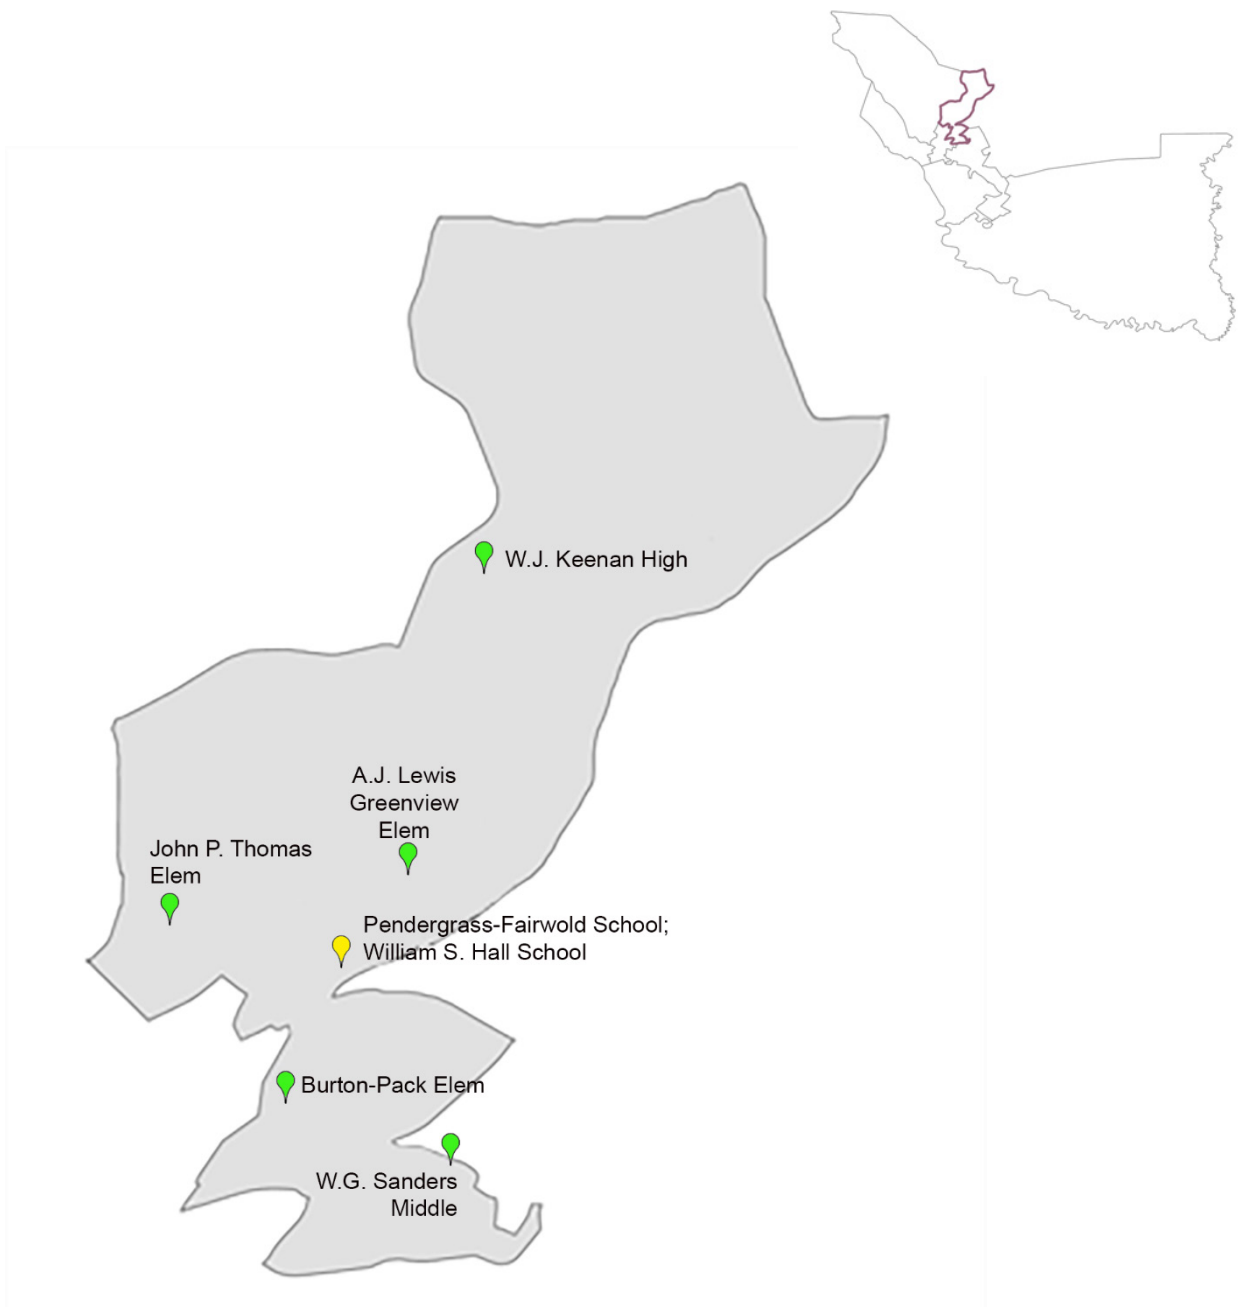 W.J. Keenan High
A.J. Lewis
Greenview
Elem
John P. Thomas
Elem
Pendergrass-Fairwold School;
William S. Hall School
Burton-Pack Elem
W.G. Sanders
Middle